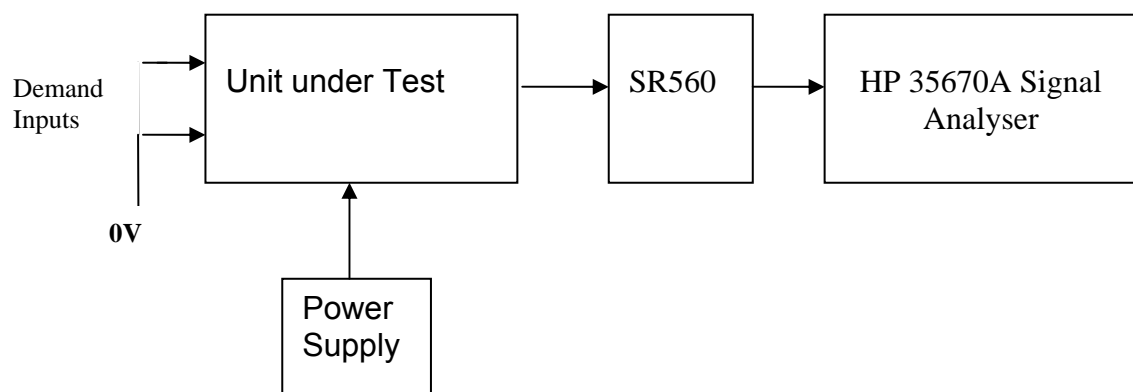 Demand
Inputs
0V
Unit under Test
SR560
HP 35670A Signal
Analyser
Power
Supply